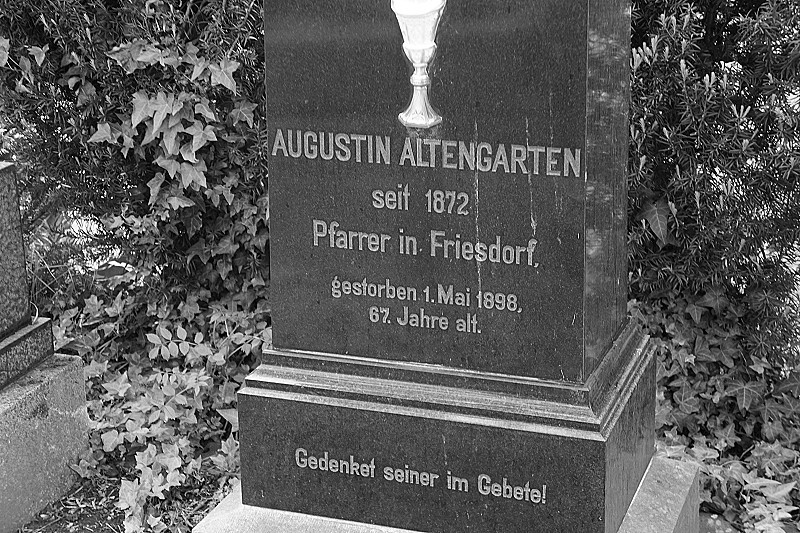 AUGUSTIN ALTENGARTEN
seit 1872
Pfarrer in Friesdorf,
gestorben 1. Mai 1898,
67. Jahre alt.
Gedenket seiner im Gebete!